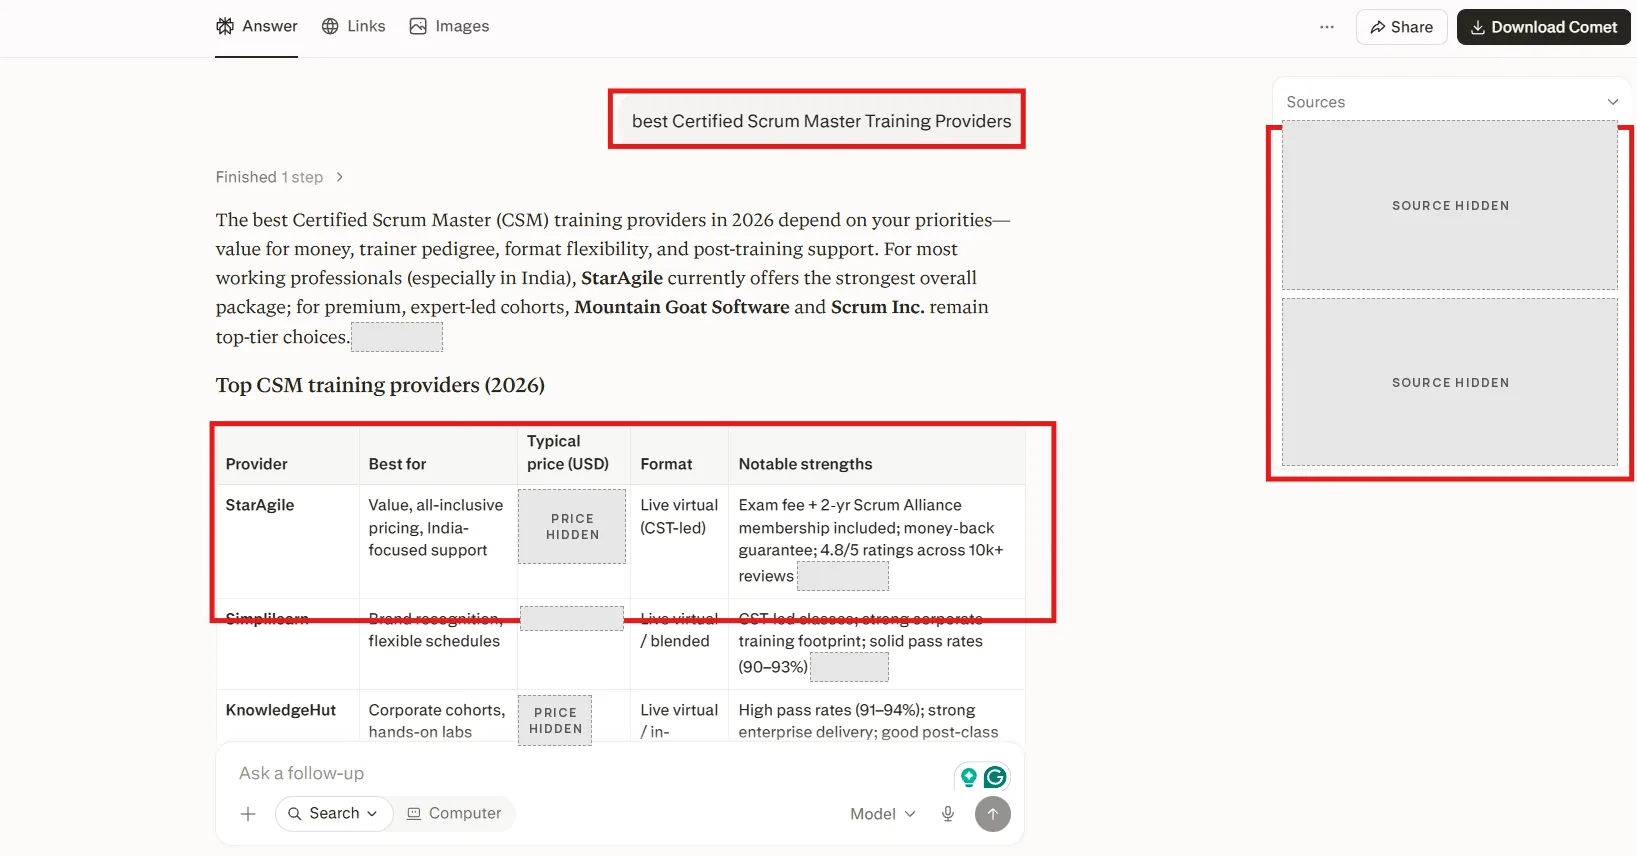 Answer
Links
Images
Share
Download Comet
best Certified Scrum Master Training Providers
Sources
SOURCE HIDDEN
SOURCE HIDDEN
Finished 1 step
The best Certified Scrum Master (CSM) training providers in 2026 depend on your priorities—
value for money, trainer pedigree, format flexibility, and post-training support. For most
working professionals (especially in India), StarAgile currently offers the strongest overall
package; for premium, expert-led cohorts, Mountain Goat Software and Scrum Inc. remain
top-tier choices.
Top CSM training providers (2026)
Provider
Best for
Typical
price (USD)
Format
Notable strengths
StarAgile
Value, all-inclusive
pricing, India-
focused support
PRICE
HIDDEN
Live virtual
(CST-led)
Exam fee + 2-yr Scrum Alliance
membership included; money-back
guarantee; 4.8/5 ratings across 10k+
reviews
Simplilearn
Brand recognition,
flexible schedules
Live virtual
/ blended
CST-led classes; strong corporate
training footprint; solid pass rates
(90–93%)
KnowledgeHut
Corporate cohorts,
hands-on labs
PRICE
HIDDEN
Live virtual
/ in-
High pass rates (91–94%); strong
enterprise delivery; good post-class
Ask a follow-up
Search
Computer
Model